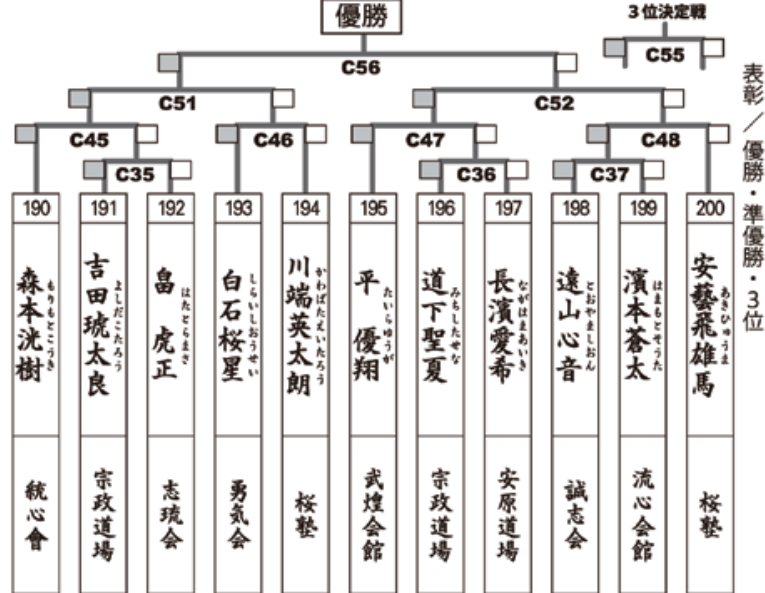 優勝
3位決定戦
C55
C56
C51
C52
C45
C46
C47
C48
C35
C36
C37
表彰/優勝・準優勝・3位
190
森本洸樹
もりもとこうき
統心會
191
吉田琥太良
よしだこたろう
宗政道場
192
畠 虎正
はたとらまさ
志琉会
193
白石桜星
しらいしおうせい
勇気会
194
川端英太朗
かわばたえいたろう
桜塾
195
平 優翔
たいらゆうが
武煌会館
196
道下聖夏
みちしたせな
宗政道場
197
長濱愛希
ながはまあいき
安原道場
198
遠山心音
とおやましおん
誠志会
199
濱本蒼太
はまもとそうた
流心会館
200
安藝飛雄馬
あきひゅうま
桜塾